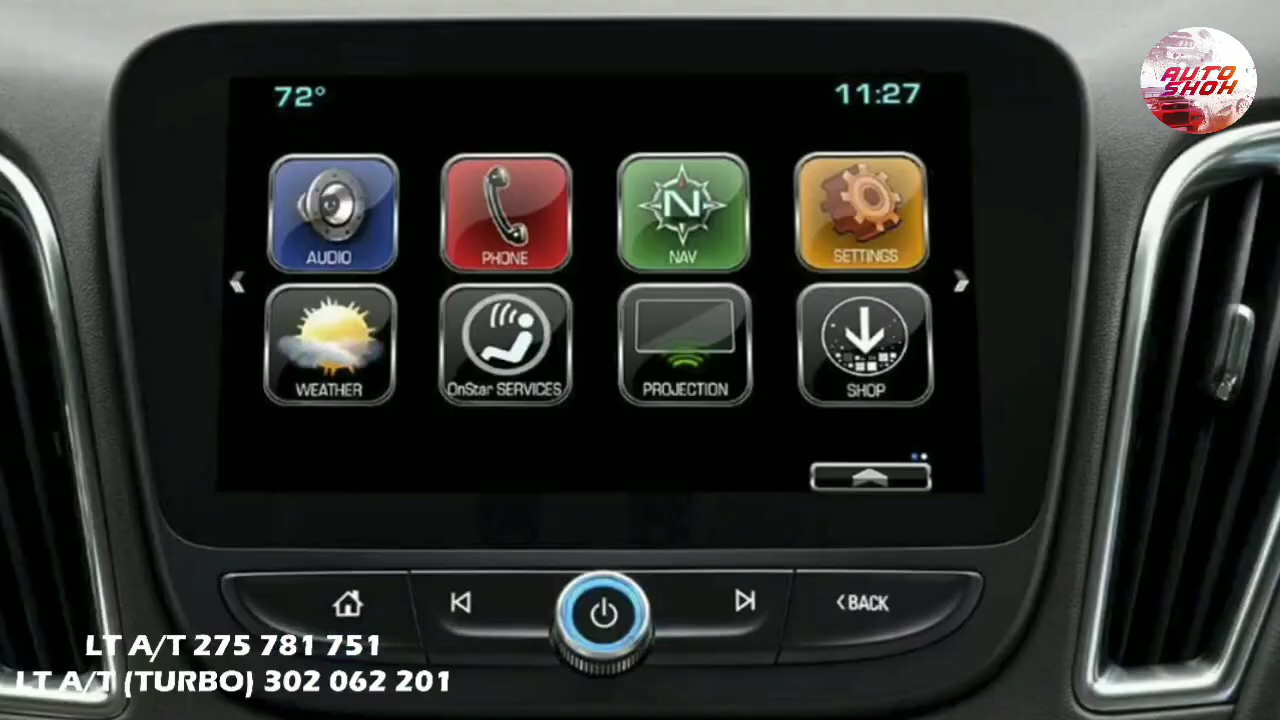 72°
11:27
AUTO
SHOH
AUDIO
PHONE
N
NAV
SETTINGS
WEATHER
OnStar SERVICES
PROJECTION
SHOP
BACK
LT A/T 275 781 751
LT A/T (TURBO) 302 062 201